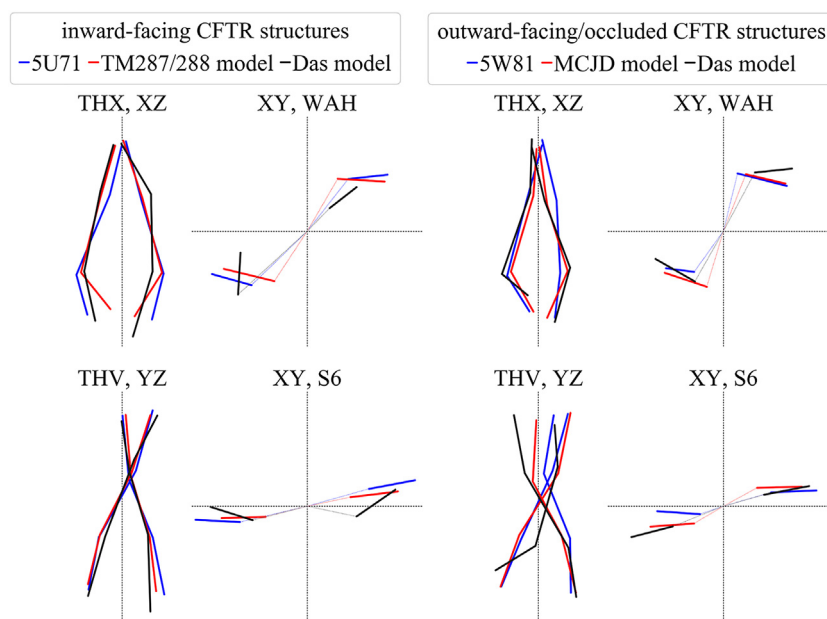 inward-facing CFTR structures
5U71 TM287/288 model Das model
THX, XZ XY, WAH
THV, YZ XY, S6
outward-facing/occluded CFTR structures
5W81 MCJD model Das model
THX, XZ XY, WAH
THV, YZ XY, S6